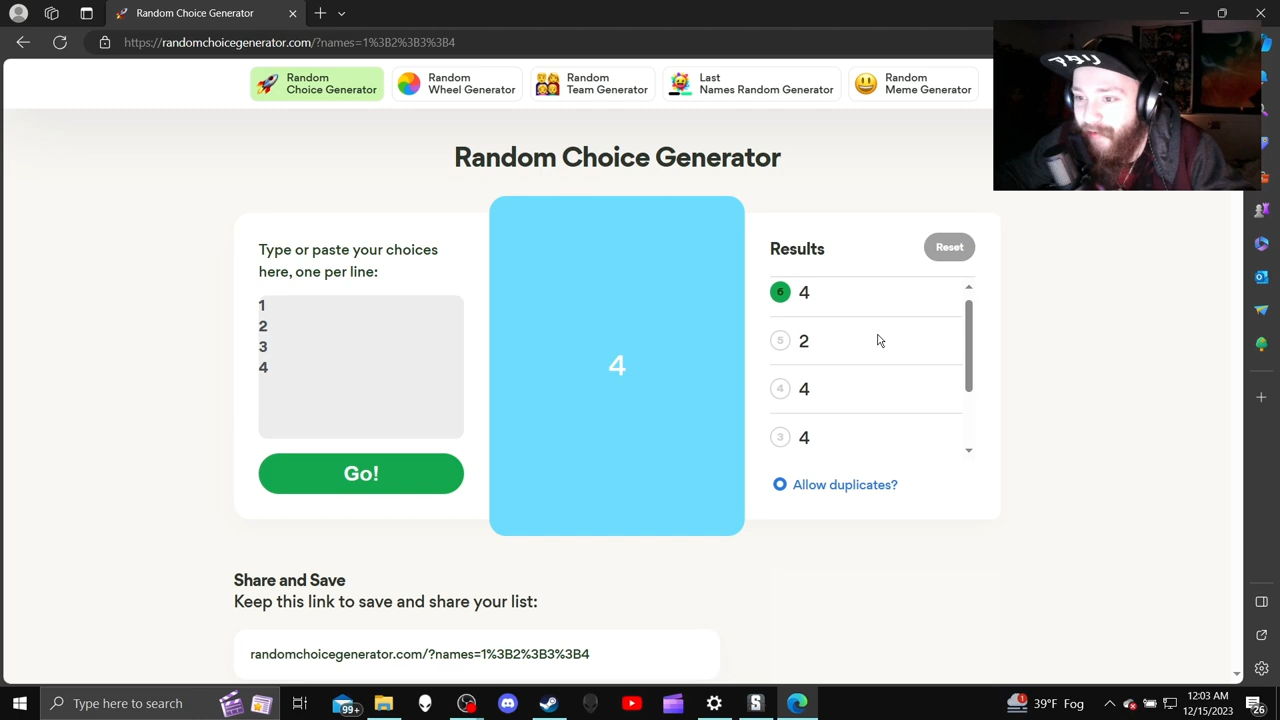 Random Choice Generator
https://randomchoicegenerator.com/?names=1%3B2%3B3%3B4
Random
Choice Generator
Random
Wheel Generator
Random
Team Generator
Last
Names Random Generator
Random
Meme Generator
Random Choice Generator
Type or paste your choices
here, one per line:
1
2
3
4
Go!
4
Results
Reset
6 4
5 2
4 4
3 4
Allow duplicates?
Share and Save
Keep this link to save and share your list:
randomchoicegenerator.com/?names=1%3B2%3B3%3B4
Type here to search
99+
39°F Fog
12:03 AM
12/15/2023
26